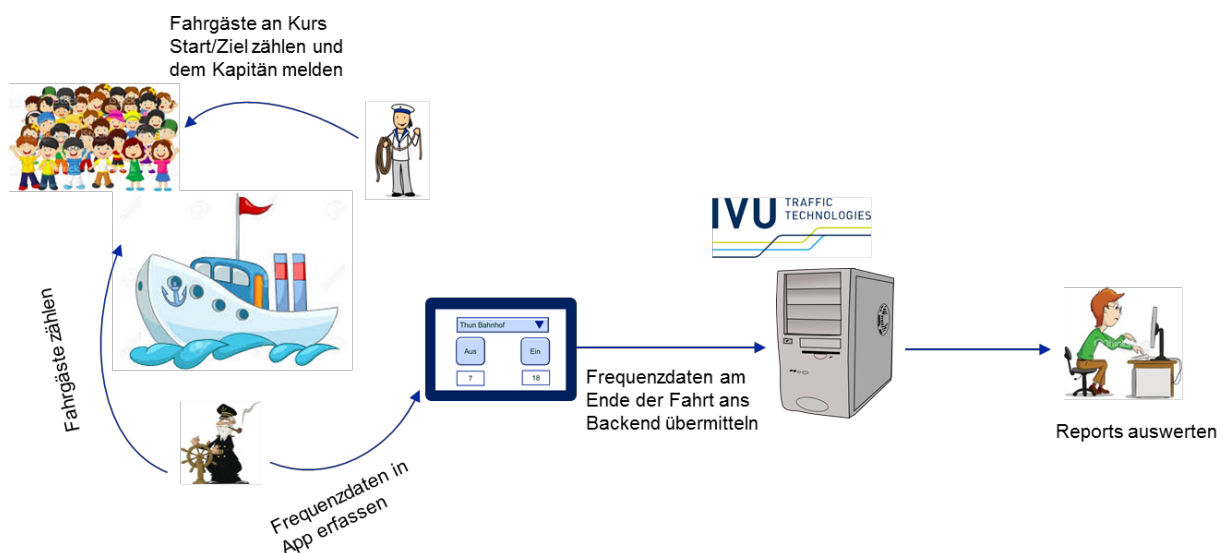 Fahrgäste an Kurs
Start/Ziel zählen und
dem Kapitän melden
IVU TRAFFIC
TECHNOLOGIES
Fahrgäste zählen
Thun Bahnhof
Aus
Ein
7
18
Frequenzdaten am
Ende der Fahrt ans
Backend übermitteln
Reports auswerten
Frequenzdaten in
App erfassen